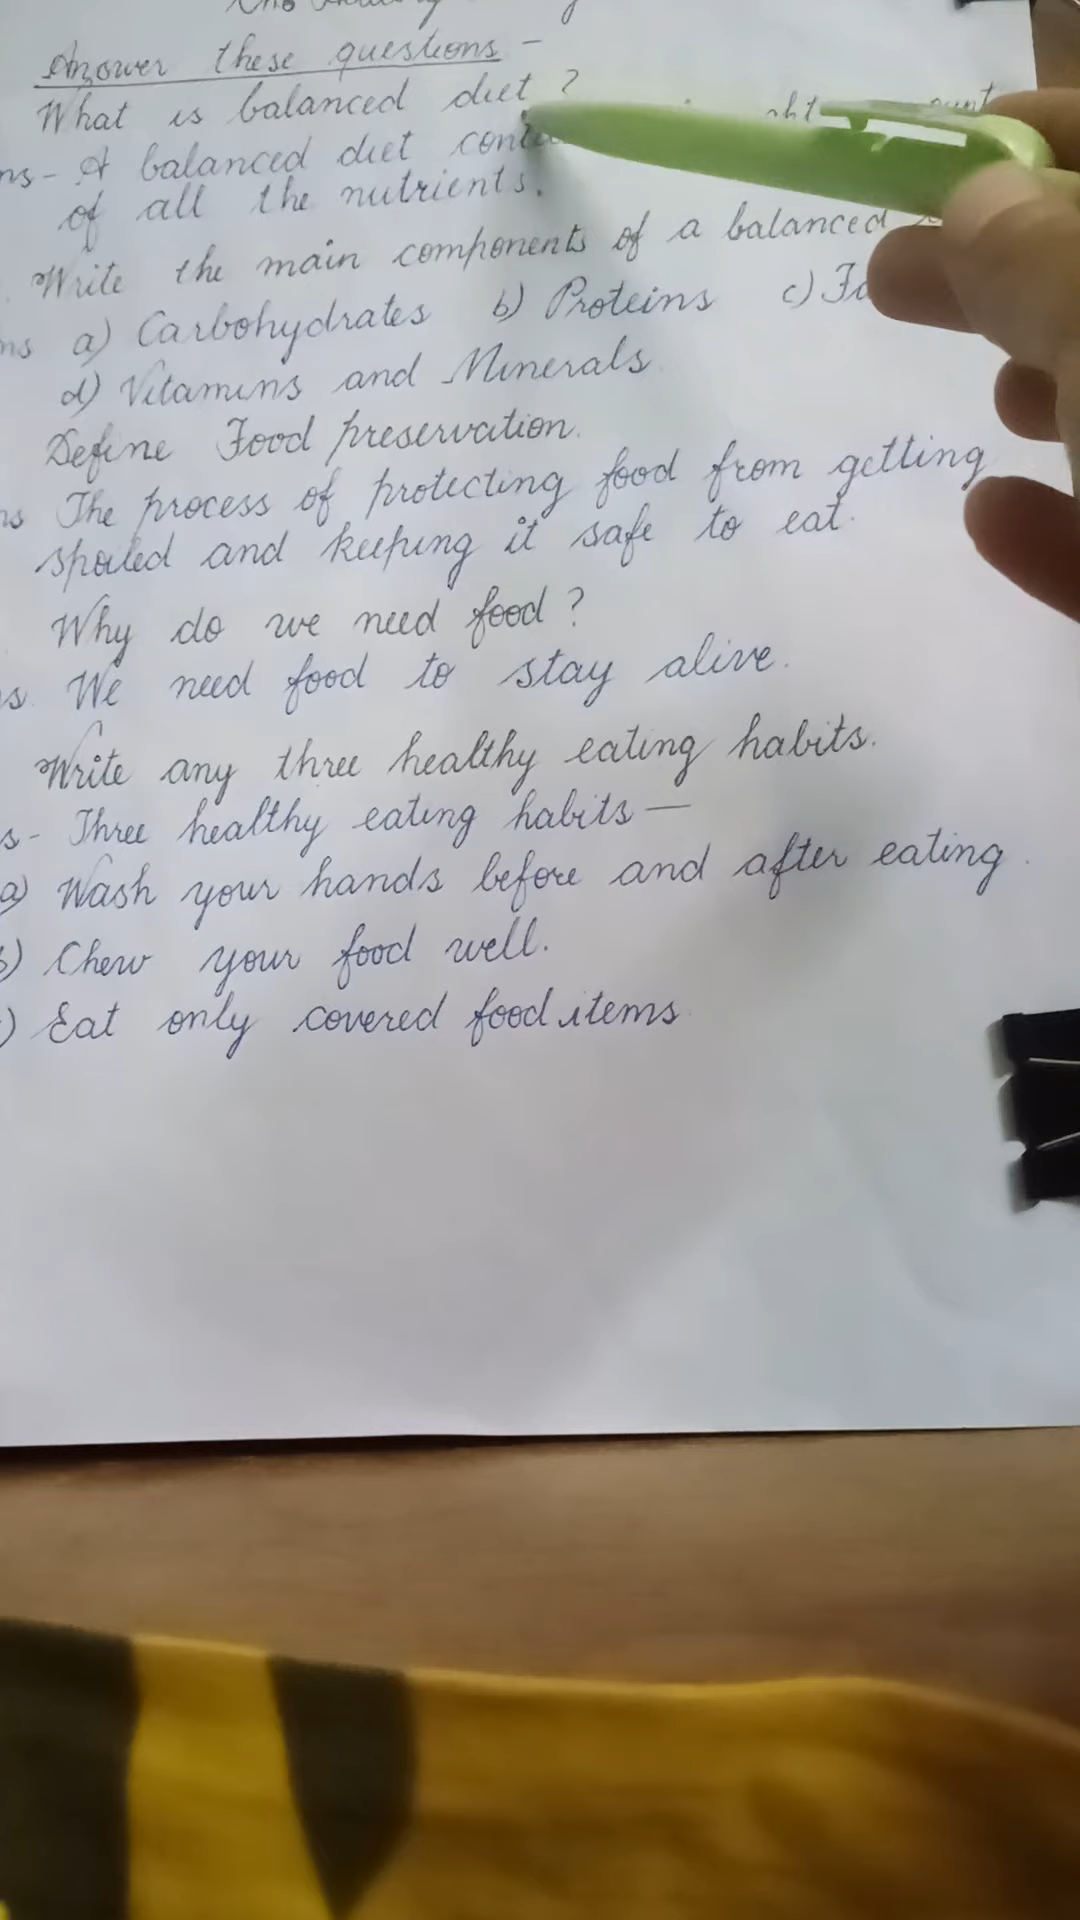 Answer these questions -
What is balanced diet ?
ns - A balanced diet
of all the nutrients.
Write the main components of a balanced
ns a) Carbohydrates b) Proteins c)
d) Vitamins and Minerals.
Define Food preservation.
ns The process of protecting food from getting
spoiled and keeping it safe to eat.
Why do we need food ?
s. We need food to stay alive.
Write any three healthy eating habits.
s - Three healthy eating habits —
a) Wash your hands before and after eating.
b) Chew your food well.
) Eat only covered food items.